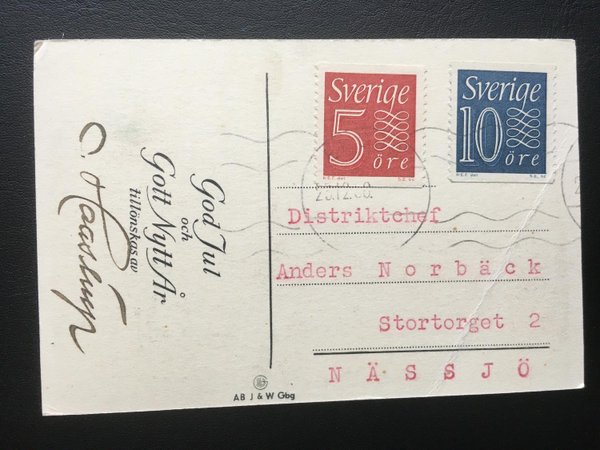 God Jul
och
Gott Nytt År
tillönskas av
Sverige
5
öre
Sverige
10
öre
Distriktchef
Anders Norbäck
Stortorget 2
NÄSSJÖ
AB J & W Gbg